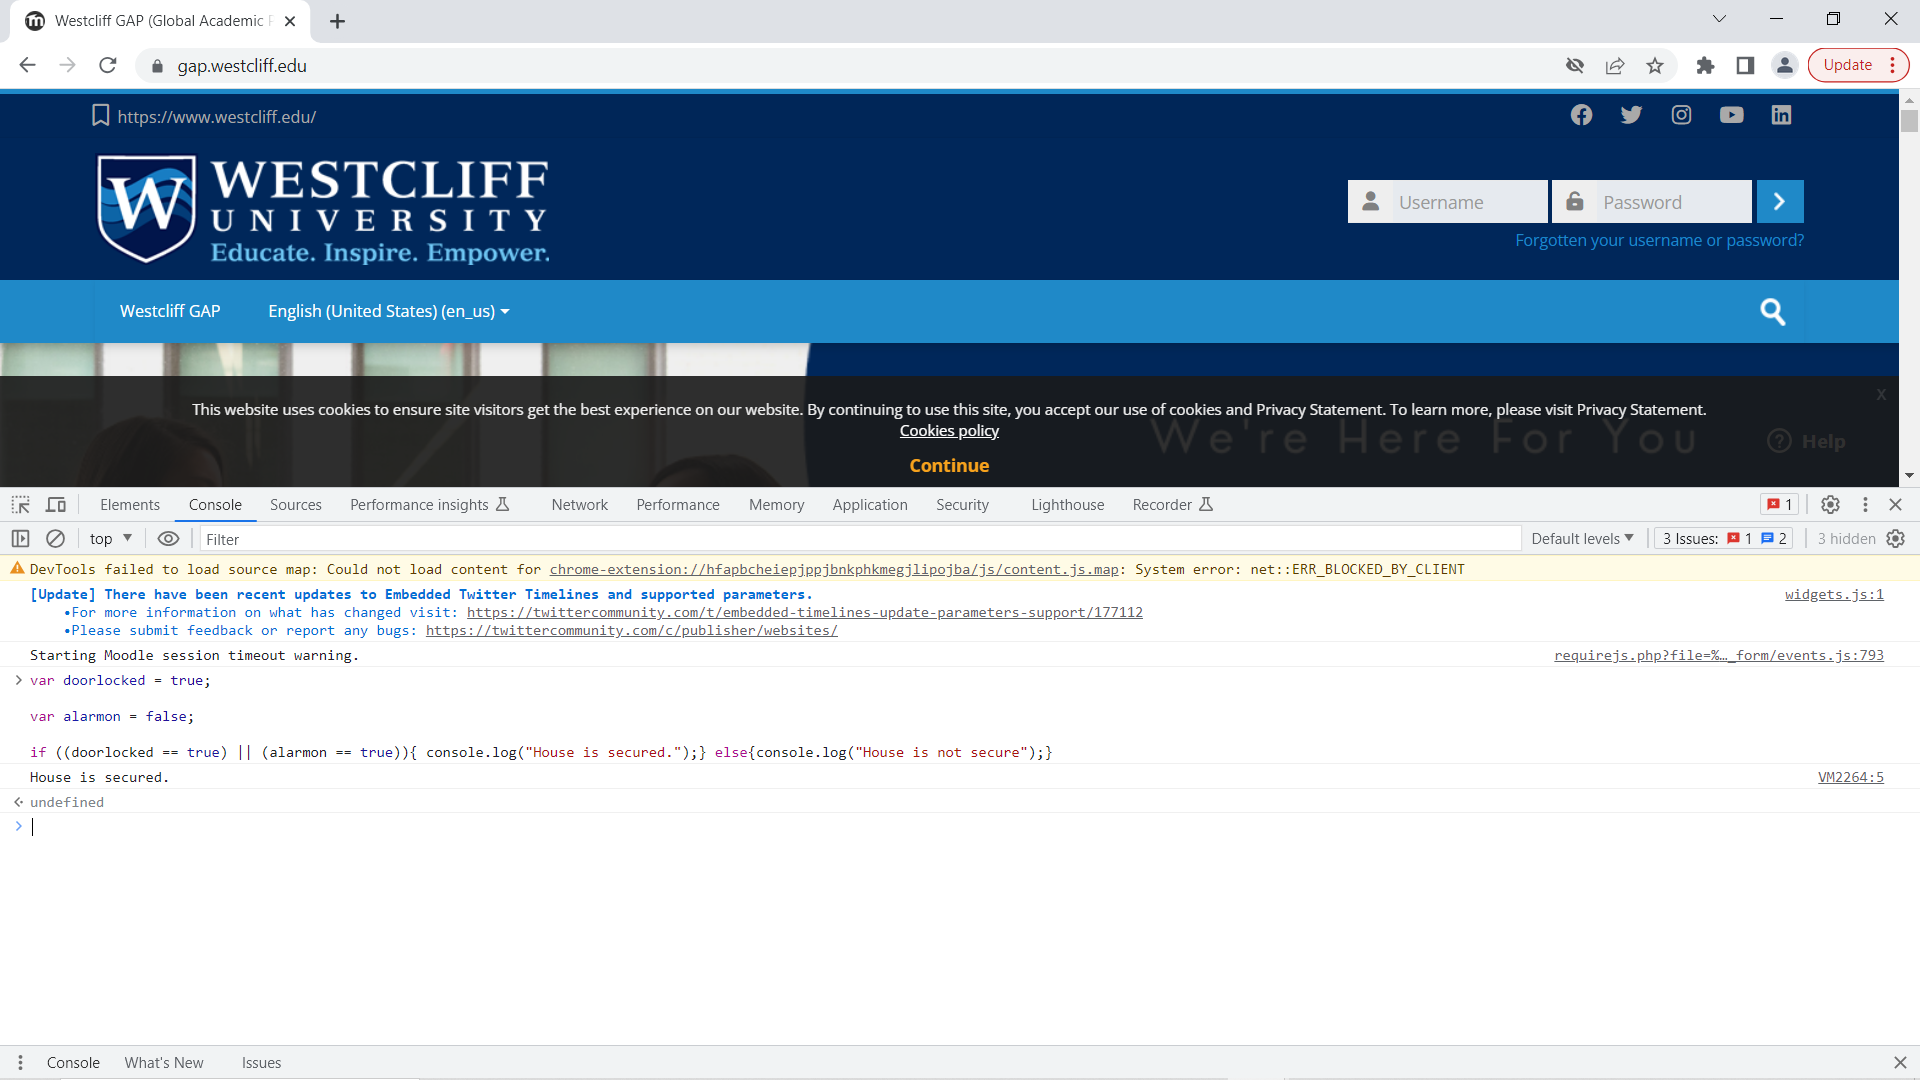 Westcliff GAP (Global Academic P
gap.westcliff.edu
Update
https://www.westcliff.edu/
W
WESTCLIFF
UNIVERSITY
Educate. Inspire. Empower.
Username
Password
Forgotten your username or password?
Westcliff GAP
English (United States) (en_us)
This website uses cookies to ensure site visitors get the best experience on our website. By continuing to use this site, you accept our use of cookies and Privacy Statement. To learn more, please visit Privacy Statement.
x
Cookies policy
We're Here For You
Help
Continue
Elements Console Sources Performance insights Network Performance Memory Application Security Lighthouse Recorder 1
top Filter Default levels 3 Issues: 1 2 3 hidden
DevTools failed to load source map: Could not load content for chrome-extension://hfapbcheiepjppjbnkphkmegjlipojba/js/content.js.map: System error: net::ERR_BLOCKED_BY_CLIENT
[Update] There have been recent updates to Embedded Twitter Timelines and supported parameters. widgets.js:1
•For more information on what has changed visit: https://twittercommunity.com/t/embedded-timelines-update-parameters-support/177112
•Please submit feedback or report any bugs: https://twittercommunity.com/c/publisher/websites/
Starting Moodle session timeout warning. requirejs.php?file=%…_form/events.js:793
> var doorlocked = true;
var alarmon = false;
if ((doorlocked == true) || (alarmon == true)){ console.log("House is secured.");} else{console.log("House is not secure");}
House is secured. VM2264:5
undefined
>
Console What's New Issues